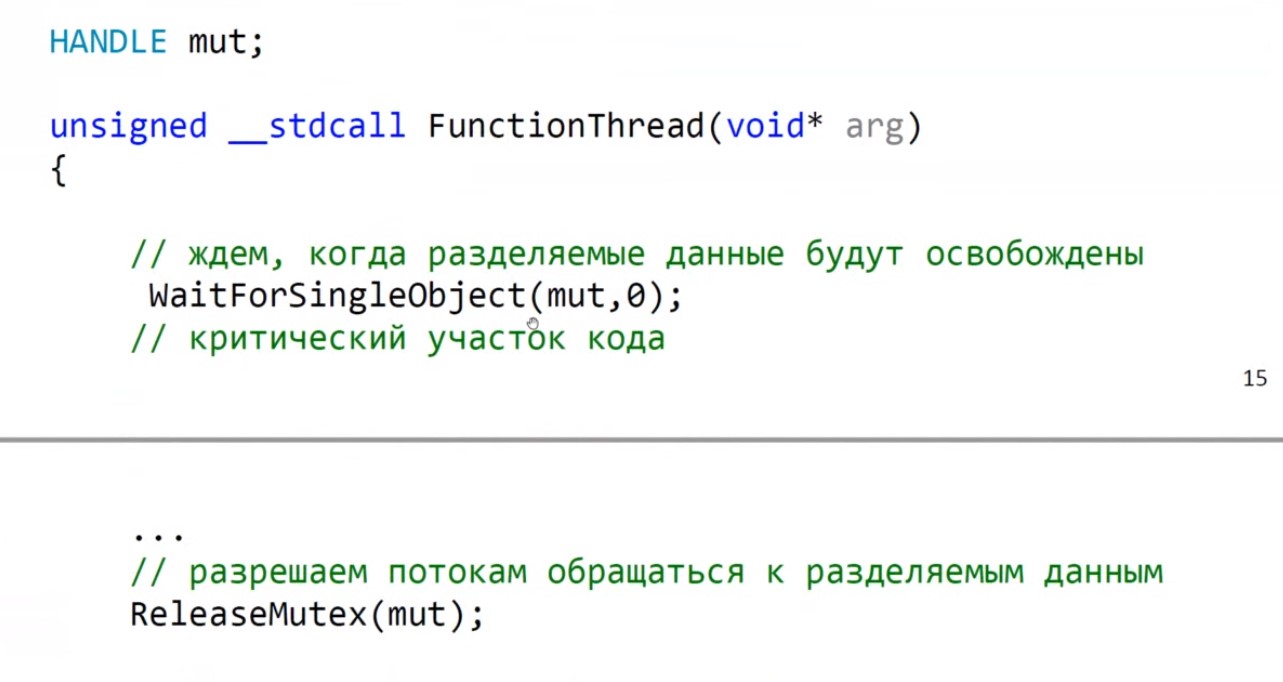 HANDLE mut;
unsigned __stdcall FunctionThread(void* arg)
{
// ждем, когда разделяемые данные будут освобождены
WaitForSingleObject(mut,0);
// критический участок кода
15
...
// разрешаем потокам обращаться к разделяемым данным
ReleaseMutex(mut);